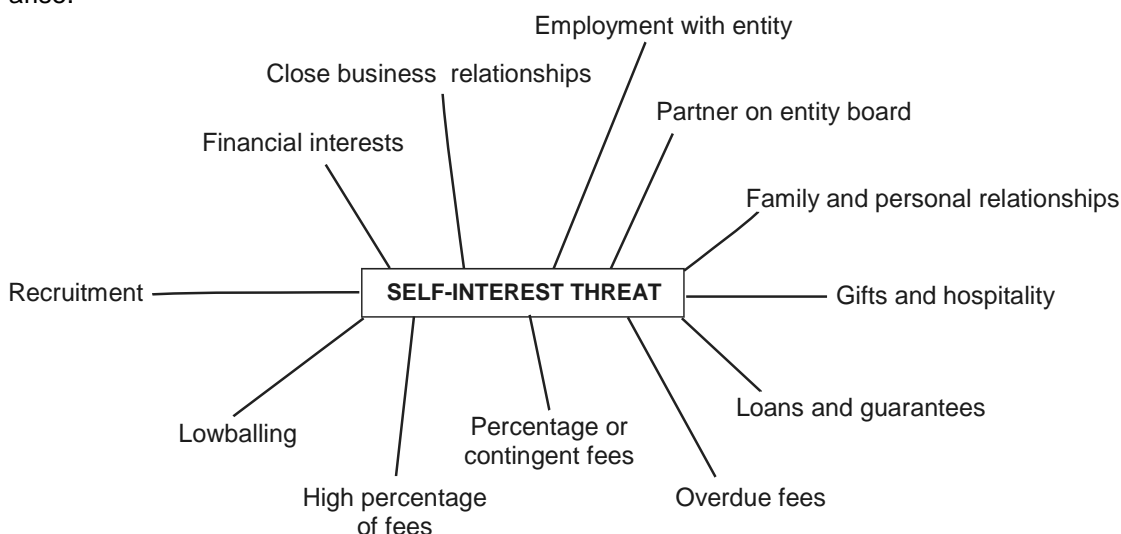 Employment with entity
Close business relationships
Partner on entity board
Financial interests
Family and personal relationships
Recruitment
SELF-INTEREST THREAT
Gifts and hospitality
Loans and guarantees
Lowballing
Percentage or
contingent fees
High percentage
of fees
Overdue fees